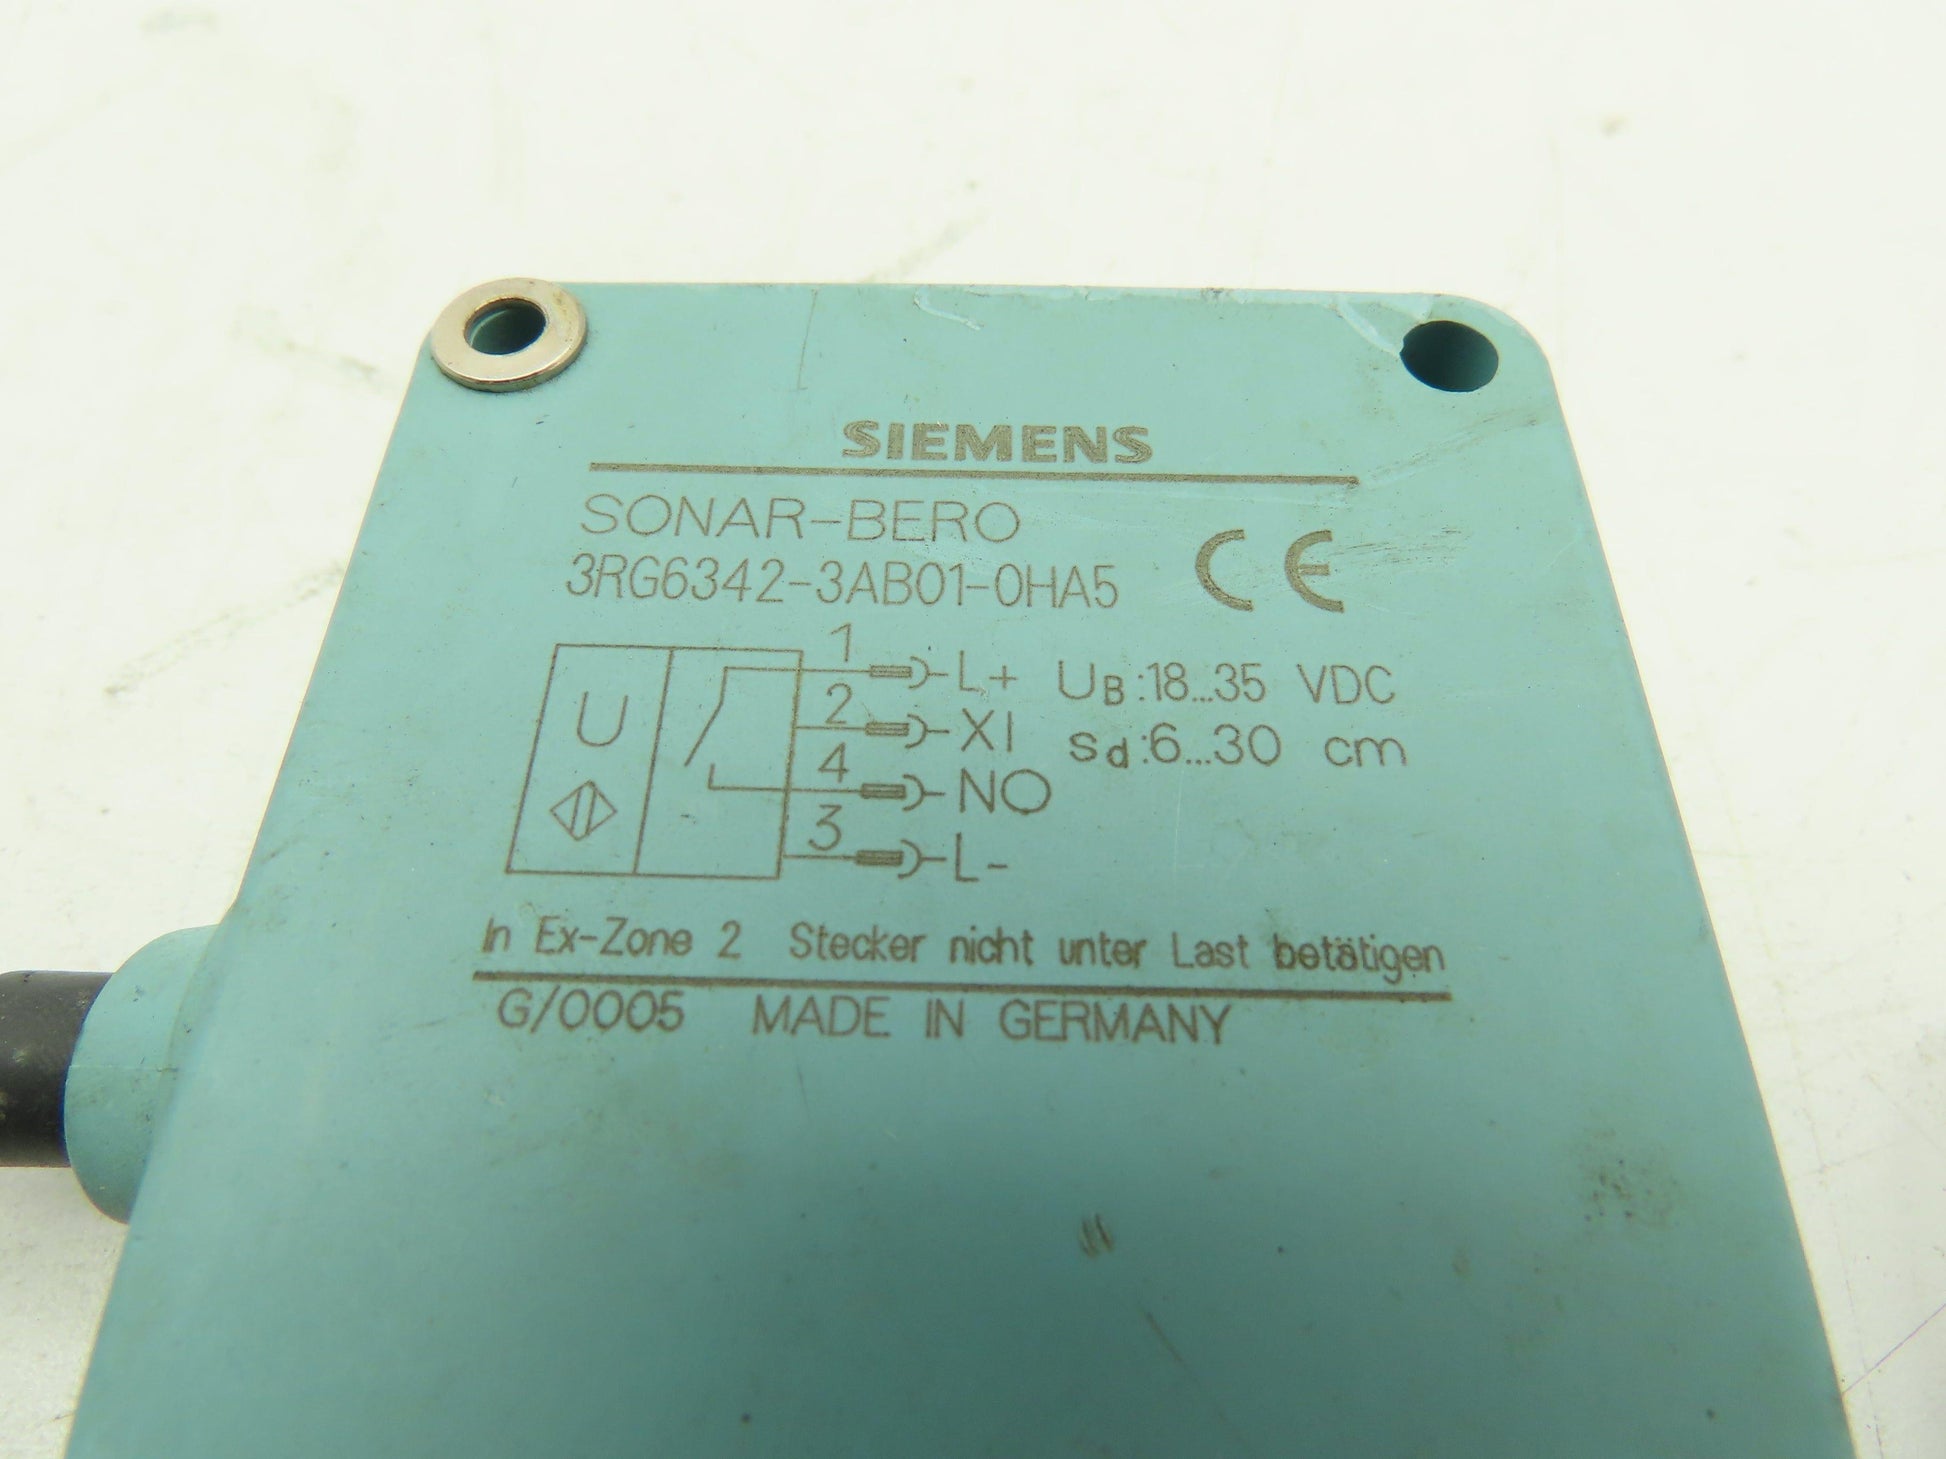 SIEMENS
SONAR-BERO
3RG6342-3AB01-0HA5 CE
1 L+ UB:18...35 VDC
2 XI Sd:6...30 cm
4 NO
3 L-
U
In Ex-Zone 2 Stecker nicht unter Last betätigen
G/0005 MADE IN GERMANY